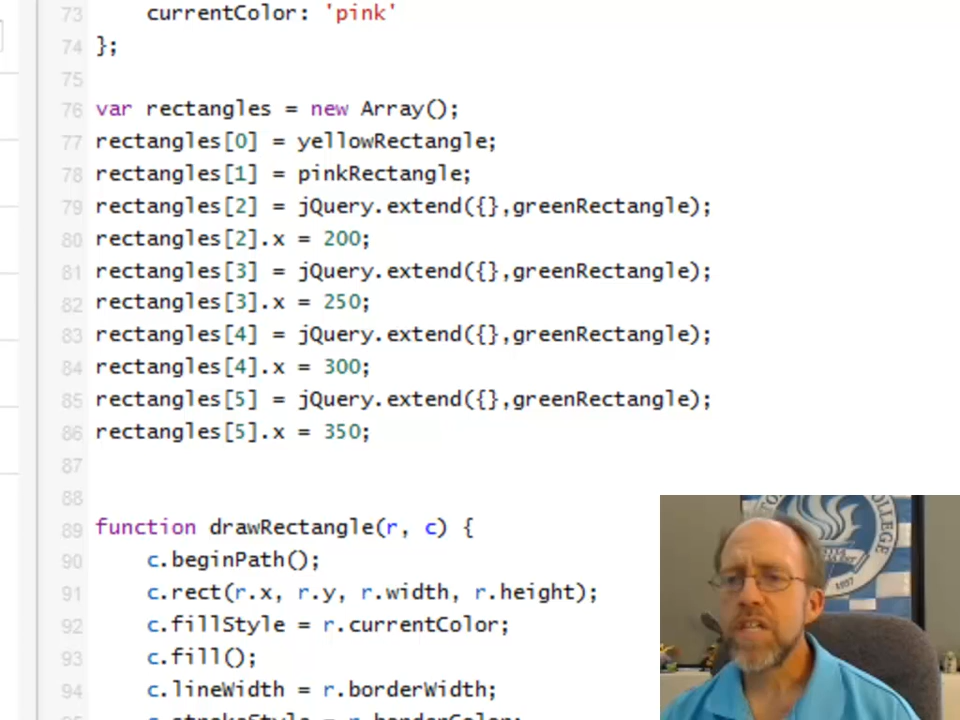 73 currentColor: 'pink'
74 };
75
76 var rectangles = new Array();
77 rectangles[0] = yellowRectangle;
78 rectangles[1] = pinkRectangle;
79 rectangles[2] = jQuery.extend({},greenRectangle);
80 rectangles[2].x = 200;
81 rectangles[3] = jQuery.extend({},greenRectangle);
82 rectangles[3].x = 250;
83 rectangles[4] = jQuery.extend({},greenRectangle);
84 rectangles[4].x = 300;
85 rectangles[5] = jQuery.extend({},greenRectangle);
86 rectangles[5].x = 350;
87
88
89 function drawRectangle(r, c) {
90 c.beginPath();
91 c.rect(r.x, r.y, r.width, r.height);
92 c.fillStyle = r.currentColor;
93 c.fill();
94 c.lineWidth = r.borderWidth;
c.strokeStyle = r.borderColor;
COLLEGE
1997